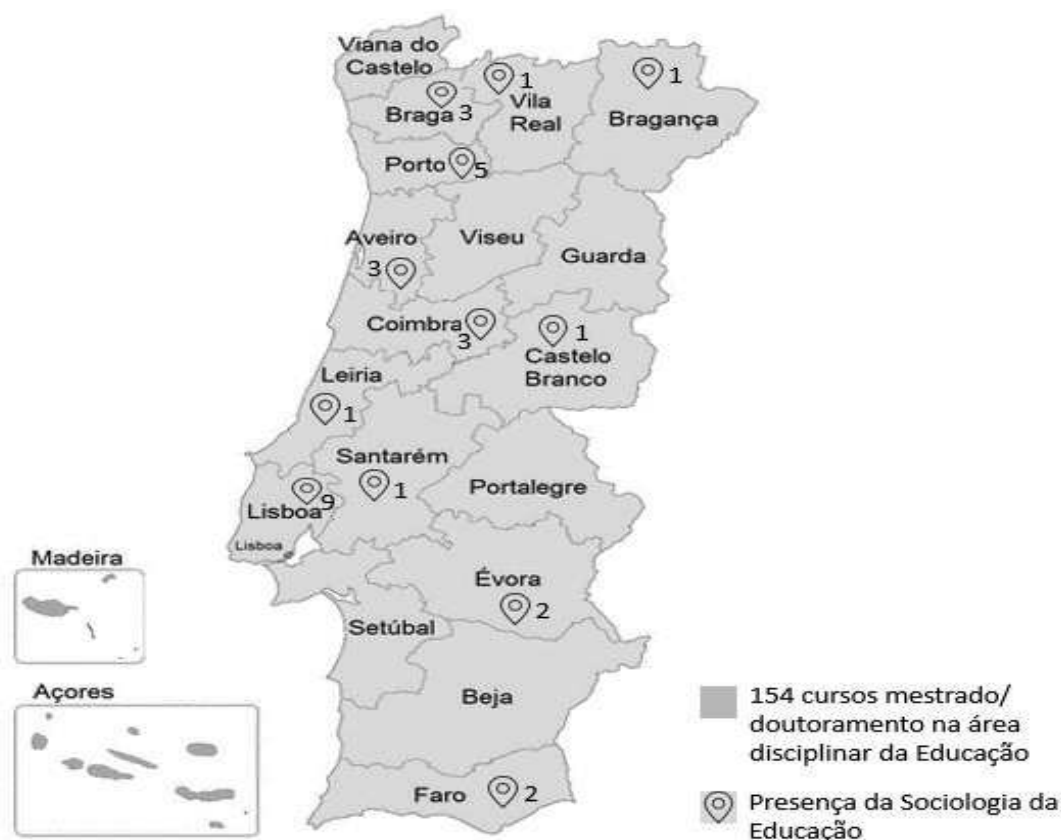 Viana do
Castelo
1
1
Braga 3
Vila
Real
Bragança
Porto 5
Aveiro
Viseu
Guarda
3
Coimbra
3
1
Castelo
Branco
Leiria
1
Santarém
1
Portalegre
9
Lisboa
Lisboa
Madeira
Évora
2
Setúbal
Açores
Beja
Faro 2
154 cursos mestrado/
doutoramento na área
disciplinar da Educação
Presença da Sociologia da
Educação